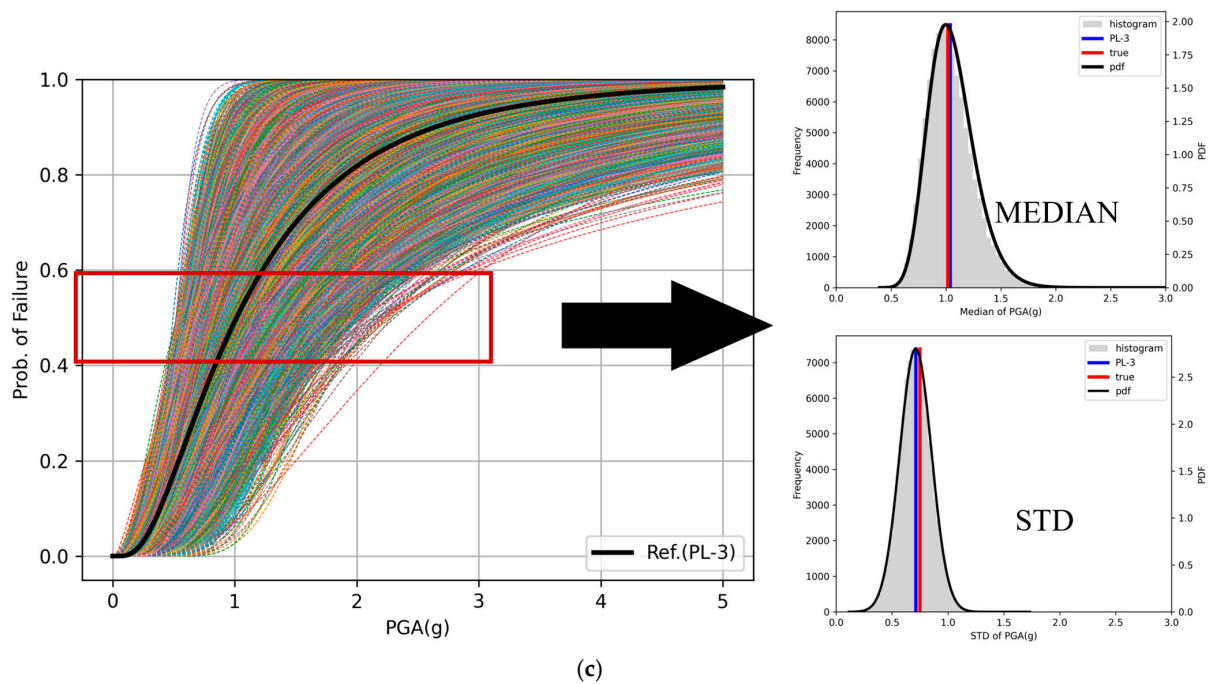 1.0
0.8
0.6
0.4
0.2
0.0
Prob. of Failure
0 1 2 3 4 5
PGA(g)
Ref.(PL-3)
8000
7000
6000
5000
4000
3000
2000
1000
0
Frequency
histogram
PL-3
true
pdf
2.00
1.75
1.50
1.25
1.00
0.75
0.50
0.25
0.00
PDF
MEDIAN
0.0 0.5 1.0 1.5 2.0 2.5 3.0
Median of PGA(g)
7000
6000
5000
4000
3000
2000
1000
0
Frequency
histogram
PL-3
true
pdf
2.5
2.0
1.5
1.0
0.5
0.0
PDF
STD
0.0 0.5 1.0 1.5 2.0 2.5 3.0
STD of PGA(g)
(c)